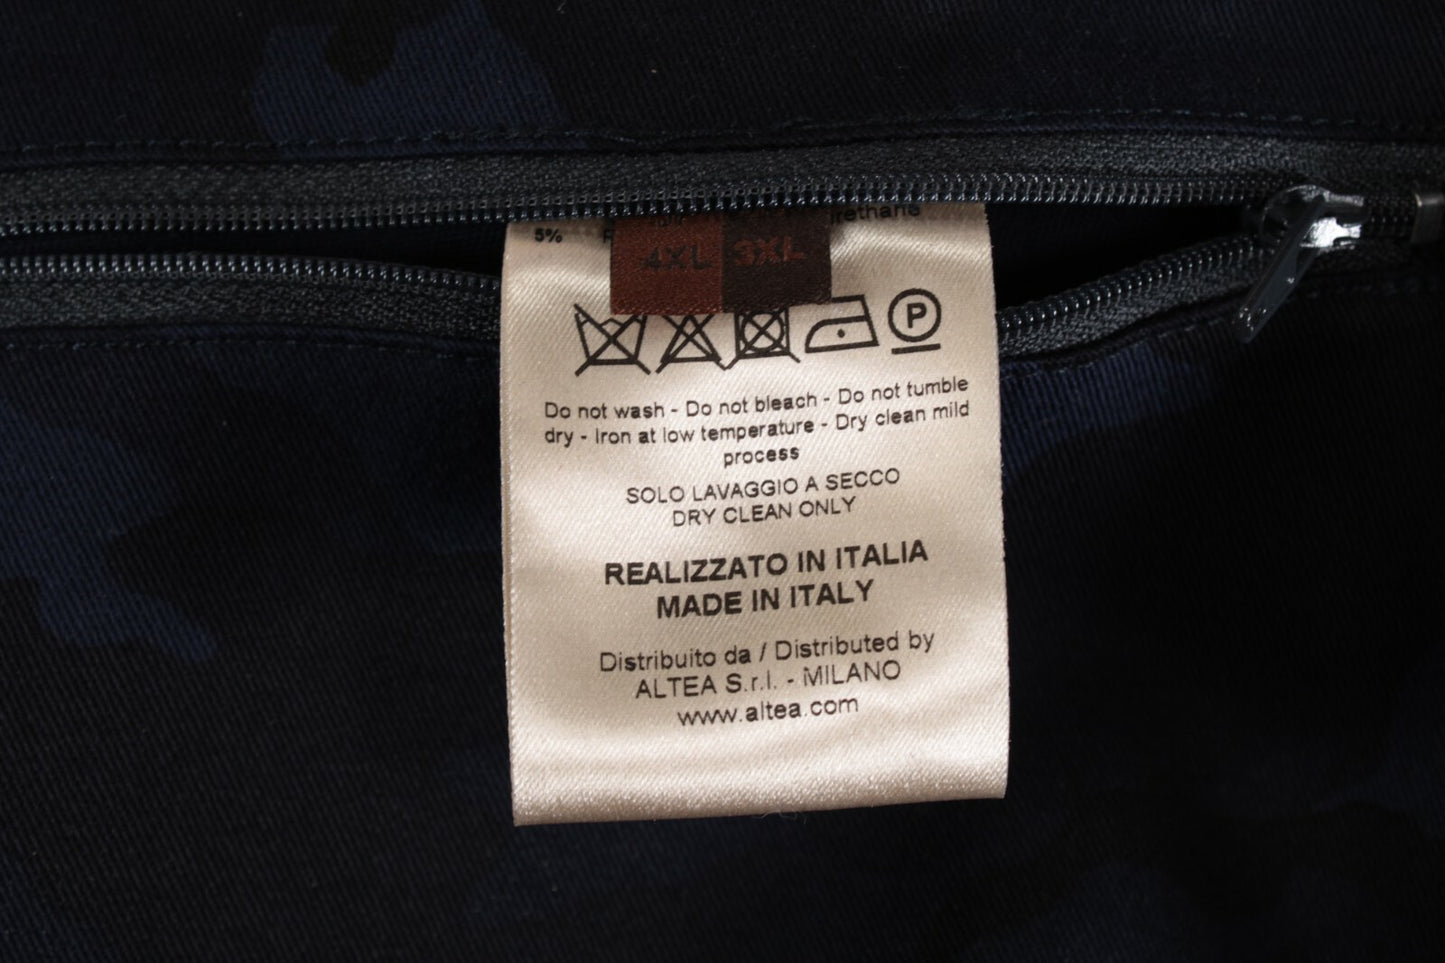 5%
4XL 3XL
P
Do not wash - Do not bleach - Do not tumble
dry - Iron at low temperature - Dry clean mild
process
SOLO LAVAGGIO A SECCO
DRY CLEAN ONLY
REALIZZATO IN ITALIA
MADE IN ITALY
Distribuito da / Distributed by
ALTEA S.r.l. - MILANO
www.altea.com